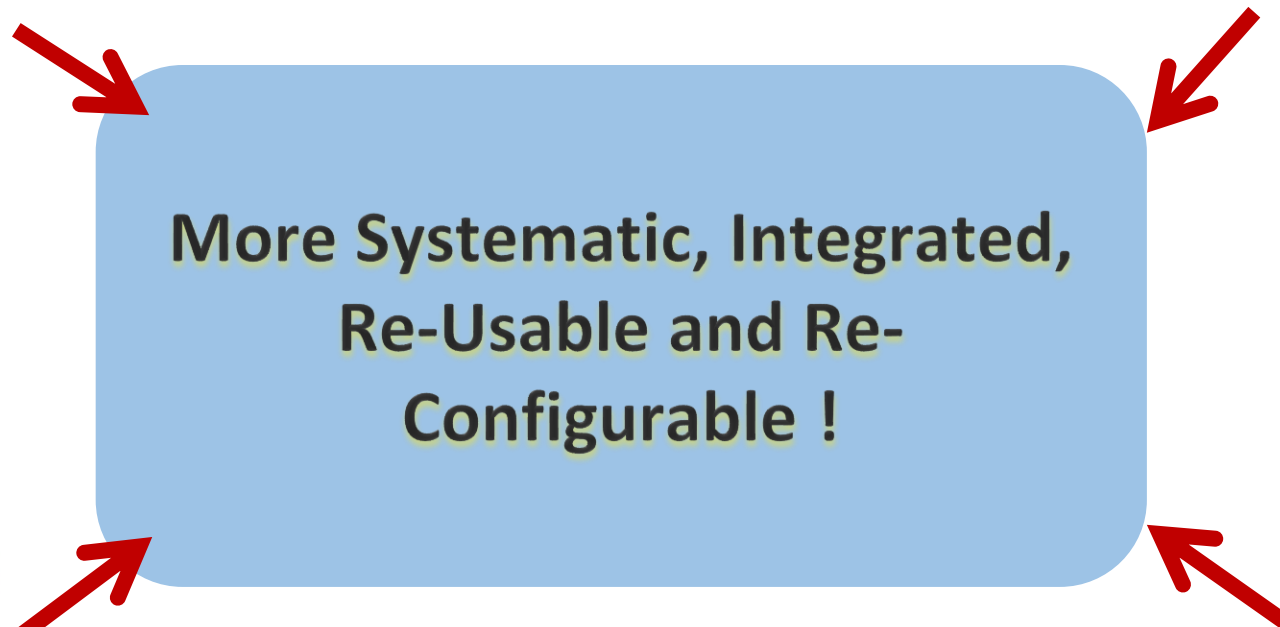 More Systematic, Integrated,
Re-Usable and Re-
Configurable !